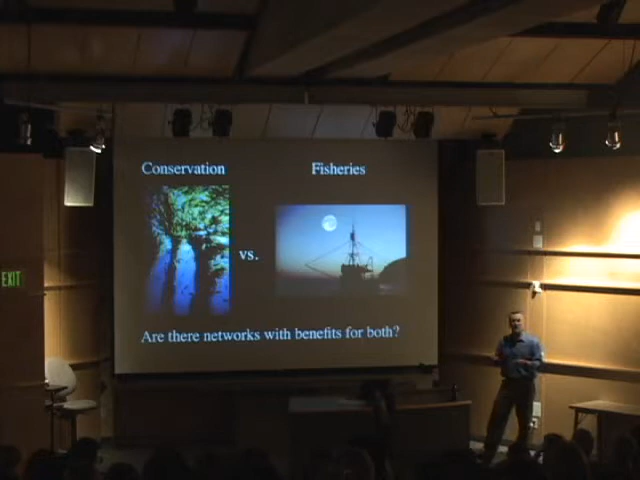 Conservation
Fisheries
vs.
Are there networks with benefits for both?
EXIT